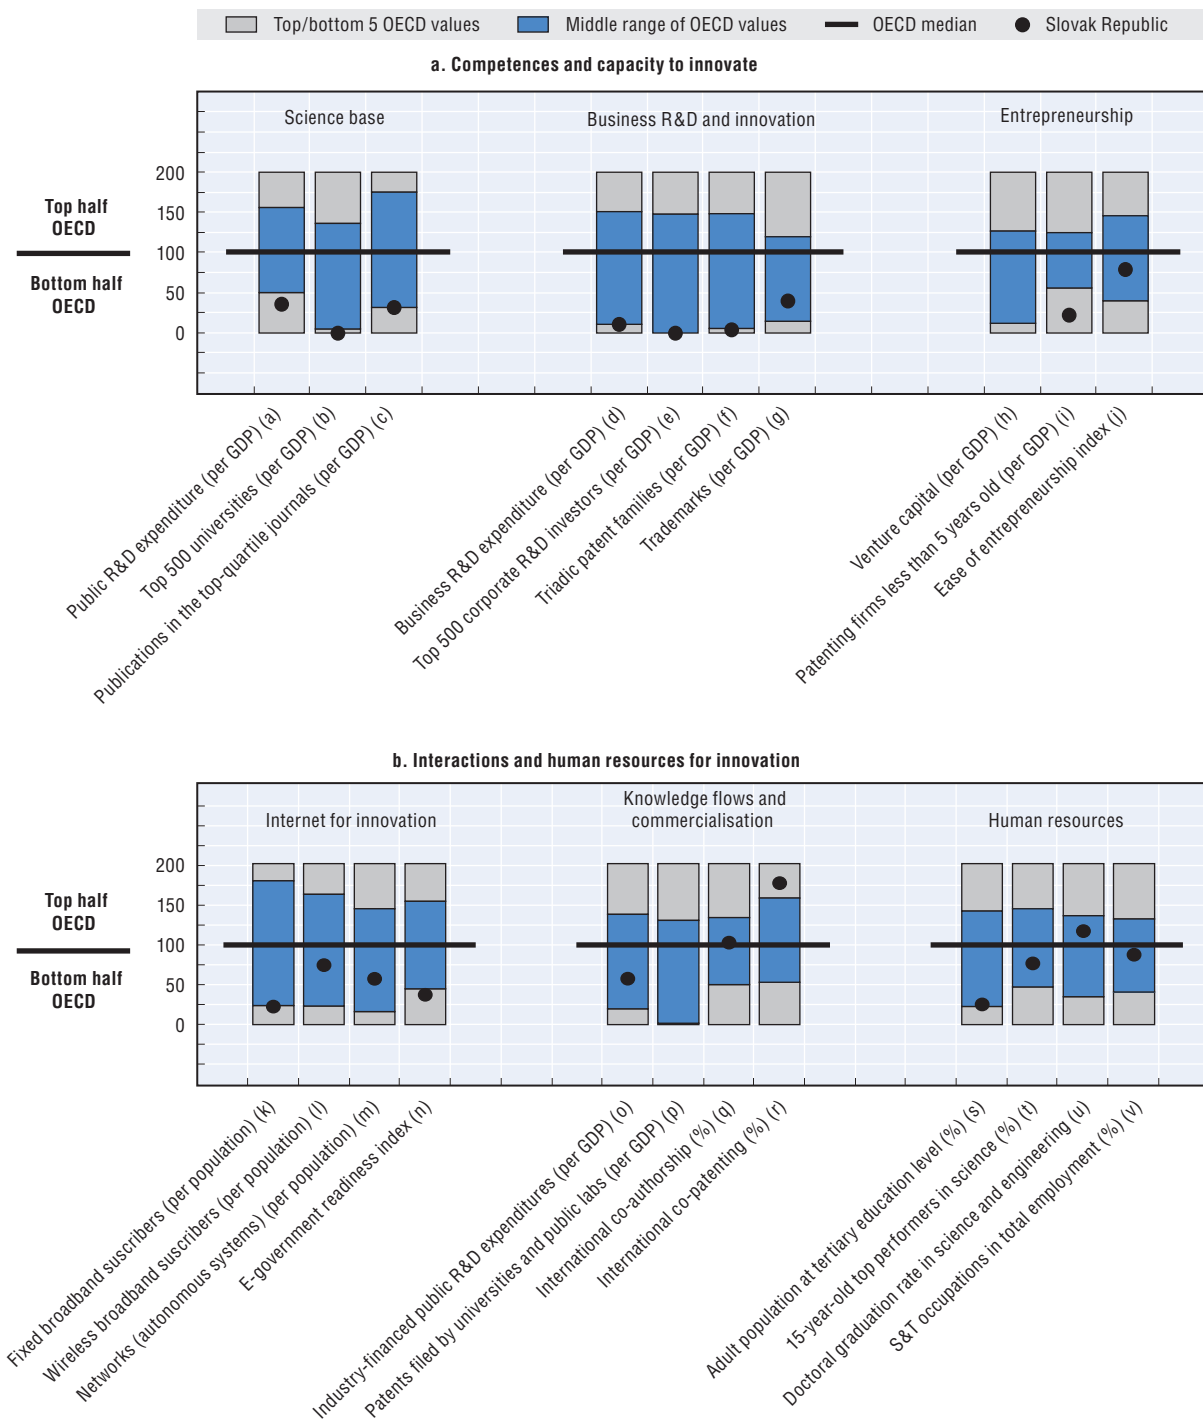 Top/bottom 5 OECD values
Middle range of OECD values
OECD median
Slovak Republic
a. Competences and capacity to innovate
Science base
Business R&D and innovation
Entrepreneurship
200
150
100
50
0
Top half
OECD
Bottom half
OECD
Public R&D expenditure (per GDP) (a)
Top 500 universities (per GDP) (b)
Publications in the top-quartile journals (per GDP) (c)
Business R&D expenditure (per GDP) (d)
Top 500 corporate R&D investors (per GDP) (e)
Triadic patent families (per GDP) (f)
Trademarks (per GDP) (g)
Venture capital (per GDP) (h)
Patenting firms less than 5 years old (per GDP) (i)
Ease of entrepreneurship index (j)
b. Interactions and human resources for innovation
Internet for innovation
Knowledge flows and
commercialisation
Human resources
200
150
100
50
0
Top half
OECD
Bottom half
OECD
Fixed broadband suscribers (per population) (k)
Wireless broadband suscribers (per population) (l)
Networks (autonomous systems) (per population) (m)
E-government readiness index (n)
Industry-financed public R&D expenditures (per GDP) (o)
Patents filed by universities and public labs (per GDP) (p)
International co-authorship (%) (q)
International co-patenting (%) (r)
Adult population at tertiary education level (%) (s)
15-year-old top performers in science (%) (t)
Doctoral graduation rate in science and engineering (u)
S&T occupations in total employment (%) (v)